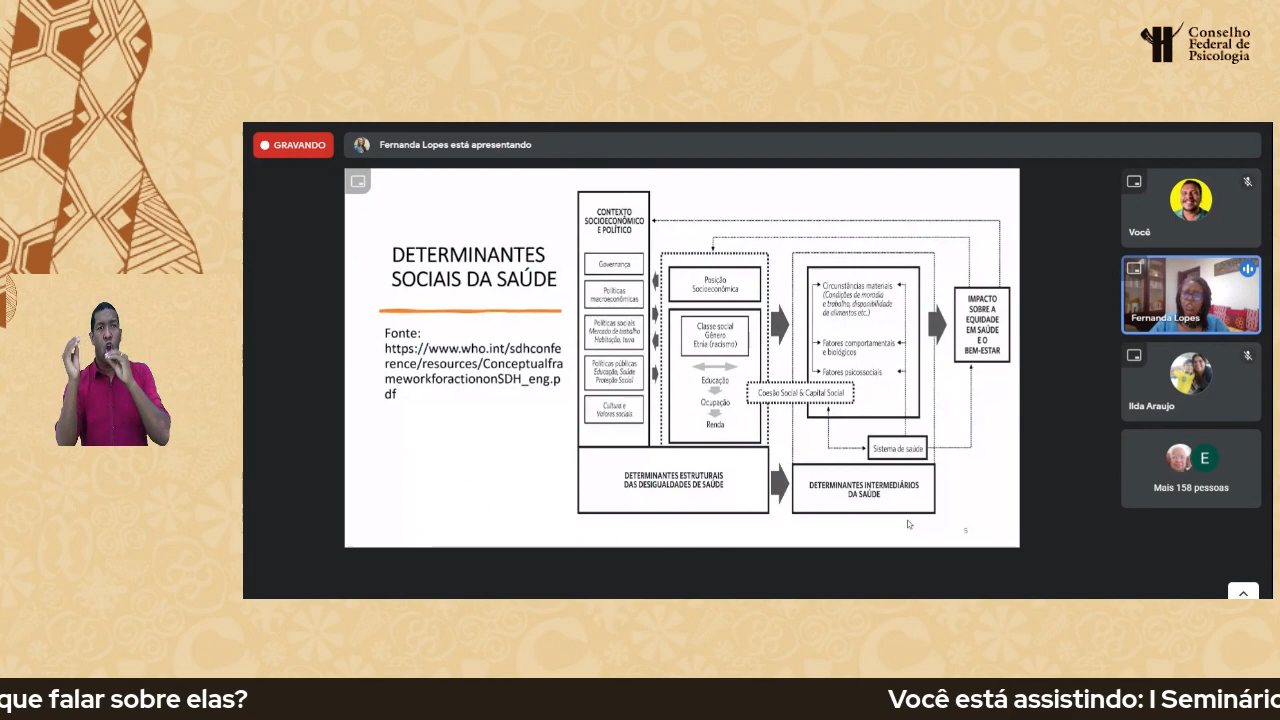 Conselho
Federal de
Psicologia
GRAVANDO
Fernanda Lopes está apresentando
DETERMINANTES
SOCIAIS DA SAÚDE
Fonte:
https://www.who.int/sdhconfe
rence/resources/Conceptualfra
meworkforactiononSDH_eng.p
df
CONTEXTO
SOCIOECONÔMICO
E POLÍTICO
Governança
Políticas
macroeconômicas
Políticas sociais
Mercado de trabalho
Habitação, terra
Políticas públicas
Educação, Saúde
Proteção Social
Cultura e
Valores sociais
Posição
Socioeconômica
Classe social
Gênero
Etnia (racismo)
Educação
Ocupação
Renda
Coesão Social & Capital Social
Circunstâncias materiais
(Condições de moradia
e trabalho, disponibilidade
de alimentos etc.)
Fatores comportamentais
e biológicos
Fatores psicossociais
Sistema de saúde
IMPACTO
SOBRE A
EQUIDADE
EM SAÚDE
E O
BEM-ESTAR
DETERMINANTES ESTRUTURAIS
DAS DESIGUALDADES DE SAÚDE
DETERMINANTES INTERMEDIÁRIOS
DA SAÚDE
5
Você
Fernanda Lopes
Ilda Araujo
E
Mais 158 pessoas
que falar sobre elas?
Você está assistindo: I Seminário